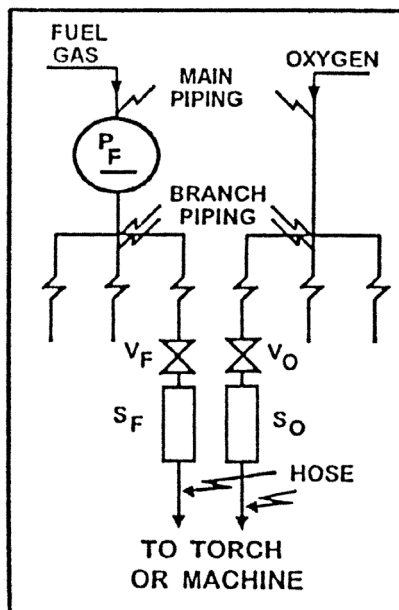 FUEL
GAS
OXYGEN
MAIN
PIPING
PF
BRANCH
PIPING
VF
VO
SF
SO
HOSE
TO TORCH
OR MACHINE